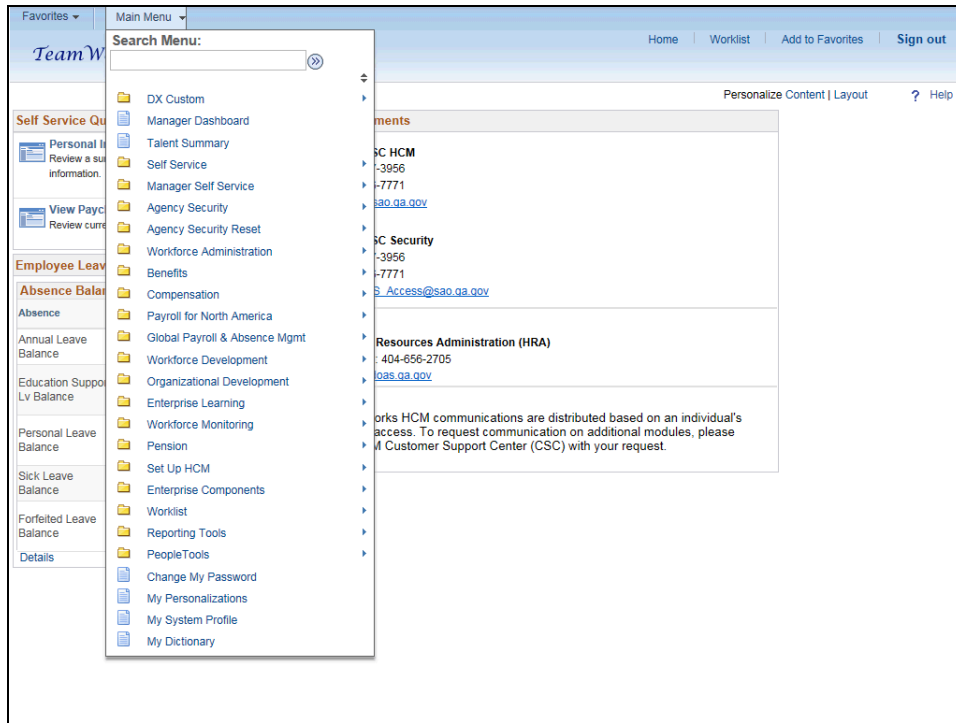 Favorites Main Menu
TeamW
Home Worklist Add to Favorites Sign out
Search Menu:
Personalize Content | Layout ? Help
DX Custom
Manager Dashboard
Talent Summary
Self Service
Manager Self Service
Agency Security
Agency Security Reset
Workforce Administration
Benefits
Compensation
Payroll for North America
Global Payroll & Absence Mgmt
Workforce Development
Organizational Development
Enterprise Learning
Workforce Monitoring
Pension
Set Up HCM
Enterprise Components
Worklist
Reporting Tools
PeopleTools
Change My Password
My Personalizations
My System Profile
My Dictionary
Self Service Qu
Personal I
Review a su
information.
View Payc
Review curre
Employee Leav
Absence Balar
Absence
Annual Leave
Balance
Education Suppo
Lv Balance
Personal Leave
Balance
Sick Leave
Balance
Forfeited Leave
Balance
Details
ments
SC HCM
-3956
-7771
sao.ga.gov
SC Security
-3956
-7771
S_Access@sao.ga.gov
Resources Administration (HRA)
: 404-656-2705
oas.ga.gov
orks HCM communications are distributed based on an individual's
access. To request communication on additional modules, please
M Customer Support Center (CSC) with your request.